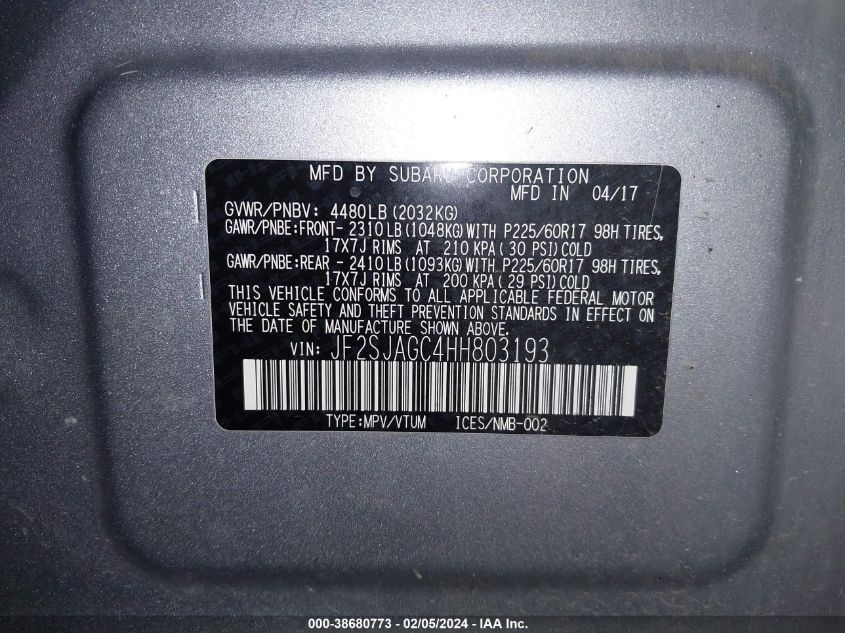 MFD BY SUBARU CORPORATION
MFD IN 04/17
GVWR/PNBV: 4480LB (2032KG)
GAWR/PNBE:FRONT- 2310 LB(1048KG)WITH P225/60R17 98H TIRES,
17X7J RIMS AT 210 KPA (30 PSI)COLD
GAWR/PNBE:REAR - 2410 LB(1093KG)WITH P225/60R17 98H TIRES,
17X7J RIMS AT 200 KPA (29 PSI)COLD
THIS VEHICLE CONFORMS TO ALL APPLICABLE FEDERAL MOTOR
VEHICLE SAFETY AND THEFT PREVENTION STANDARDS IN EFFECT ON
THE DATE OF MANUFACTURE SHOWN ABOVE.
VIN: JF2SJAGC4HH803193
TYPE:MPV/VTUM ICES/NMB-002
000-38680773 - 02/05/2024 - IAA Inc.